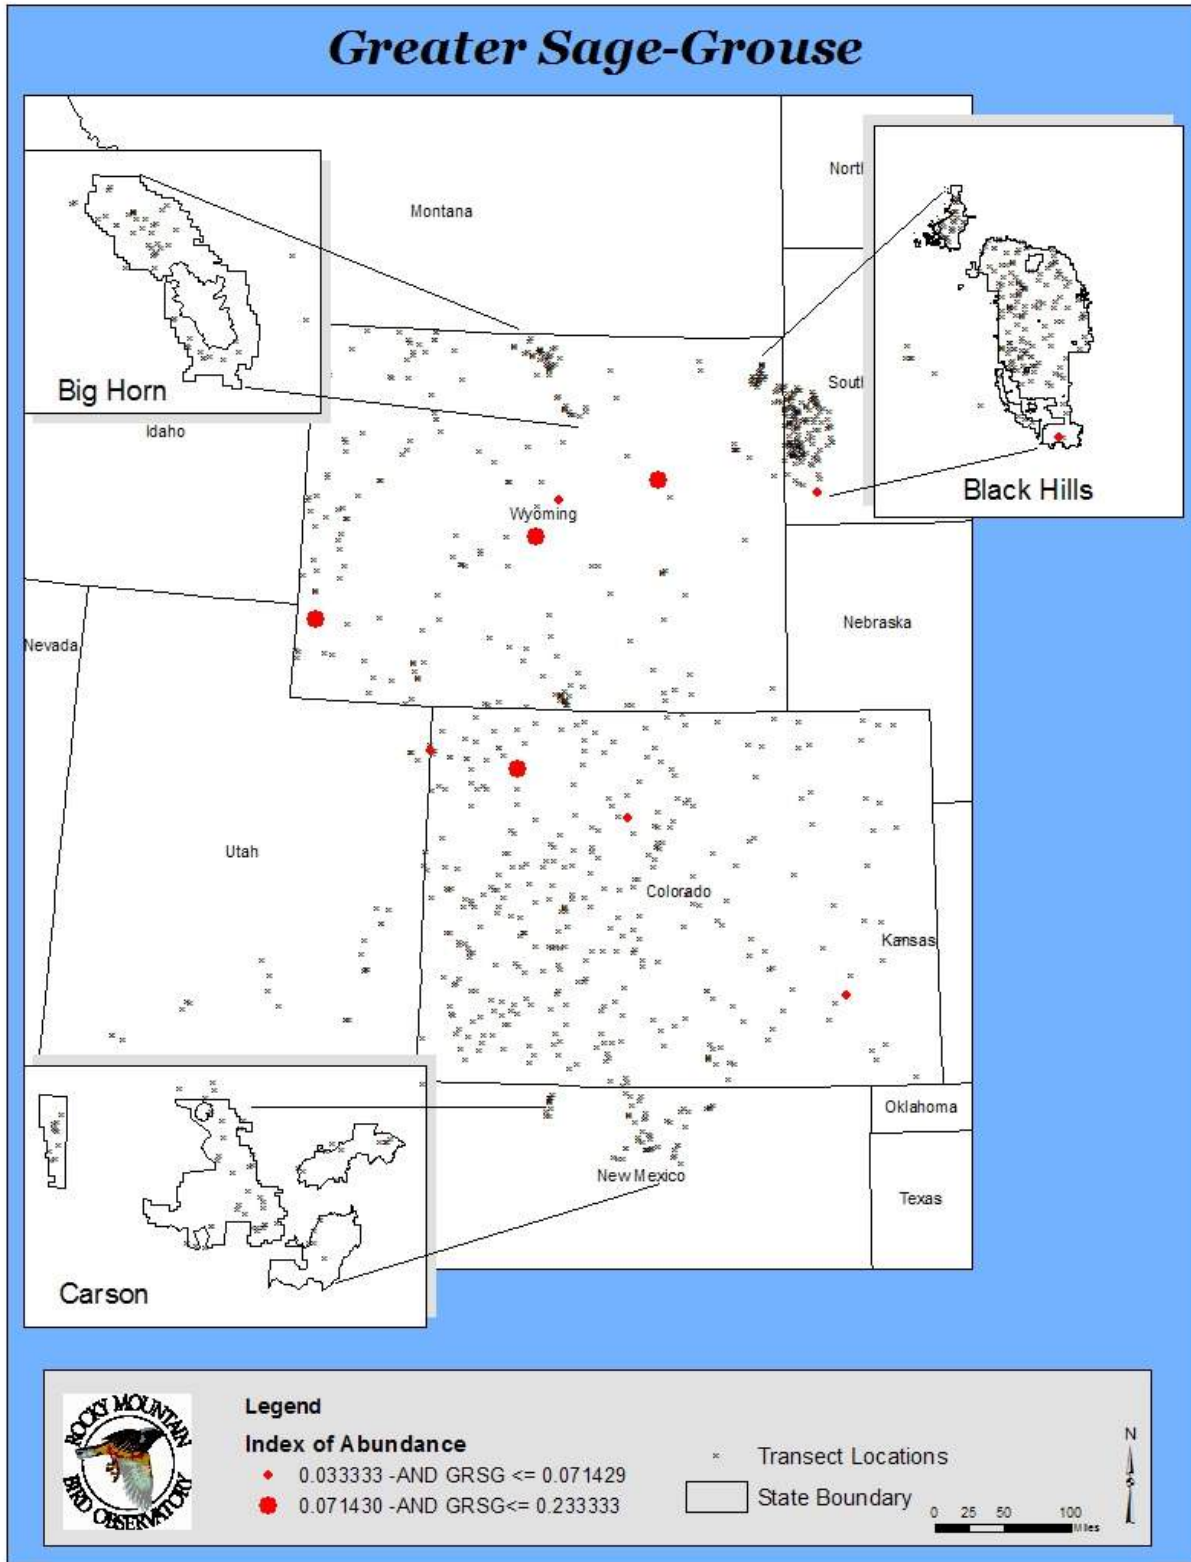 Greater Sage-Grouse
North
Montana
Big Horn
Idaho
South
Black Hills
Wyoming
Nebraska
Nevada
Utah
Colorado
Kansas
Oklahoma
New Mexico
Texas
Carson
ROCKY MOUNTAIN
BIRD OBSERVATORY
Legend
Index of Abundance
0.033333 -AND GRSG <= 0.071429
0.071430 -AND GRSG<= 0.233333
Transect Locations
State Boundary
N
0 25 50 100
Miles